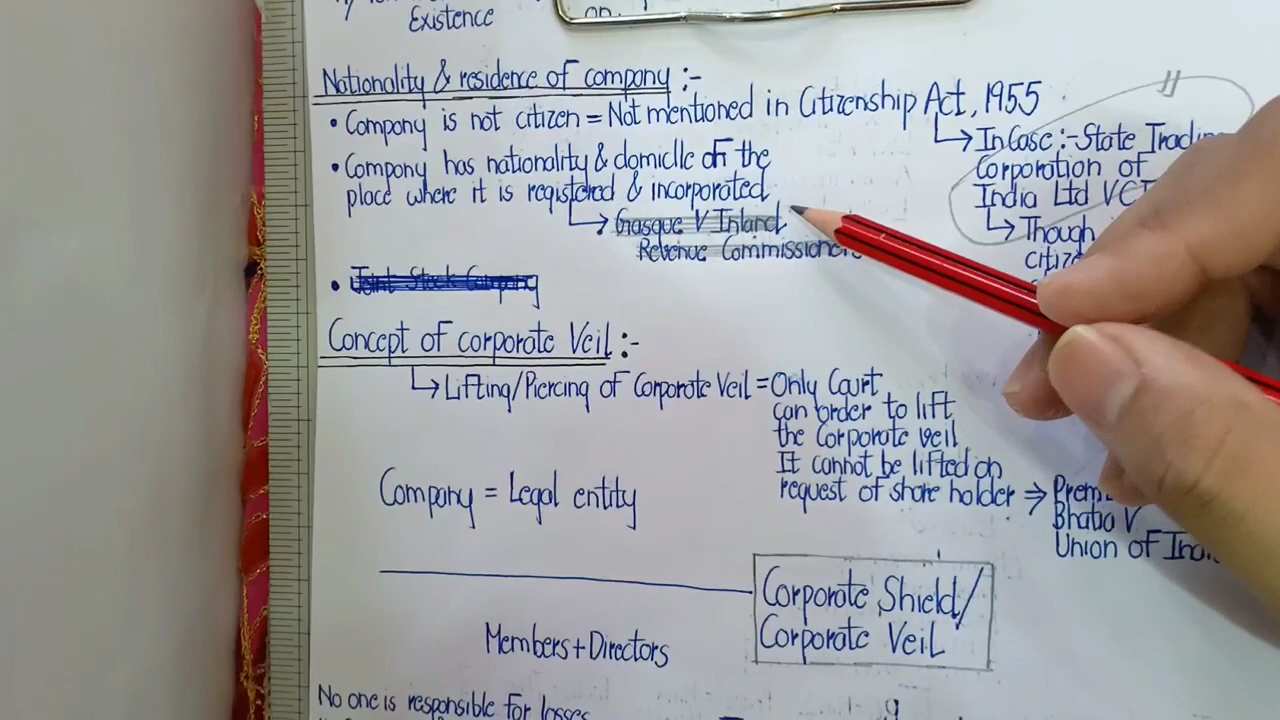 Existence
Nationality & residence of company :-
• Company is not citizen = Not mentioned in Citizenship Act, 1955
↳ In Case :- State Trading
Corporation of
India Ltd V
↳ Though
• Company has nationality & domicile of the
place where it is registered & incorporated
↳ Gasque V Inland
Revenue Commissioners
• Joint Stock Company
Concept of corporate Veil :-
↳ Lifting/Piercing of Corporate Veil = Only Court
can order to lift
the Corporate veil
It cannot be lifted on
request of share holder ⇒
Bhatia V
Union of
Company = Legal entity
Corporate Shield/
Corporate Veil
Members + Directors
No one is responsible for losses